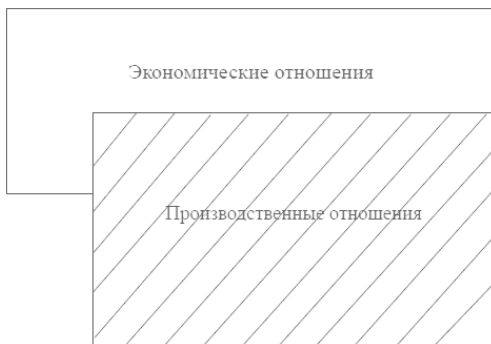 Экономические отношения
Производственные отношения